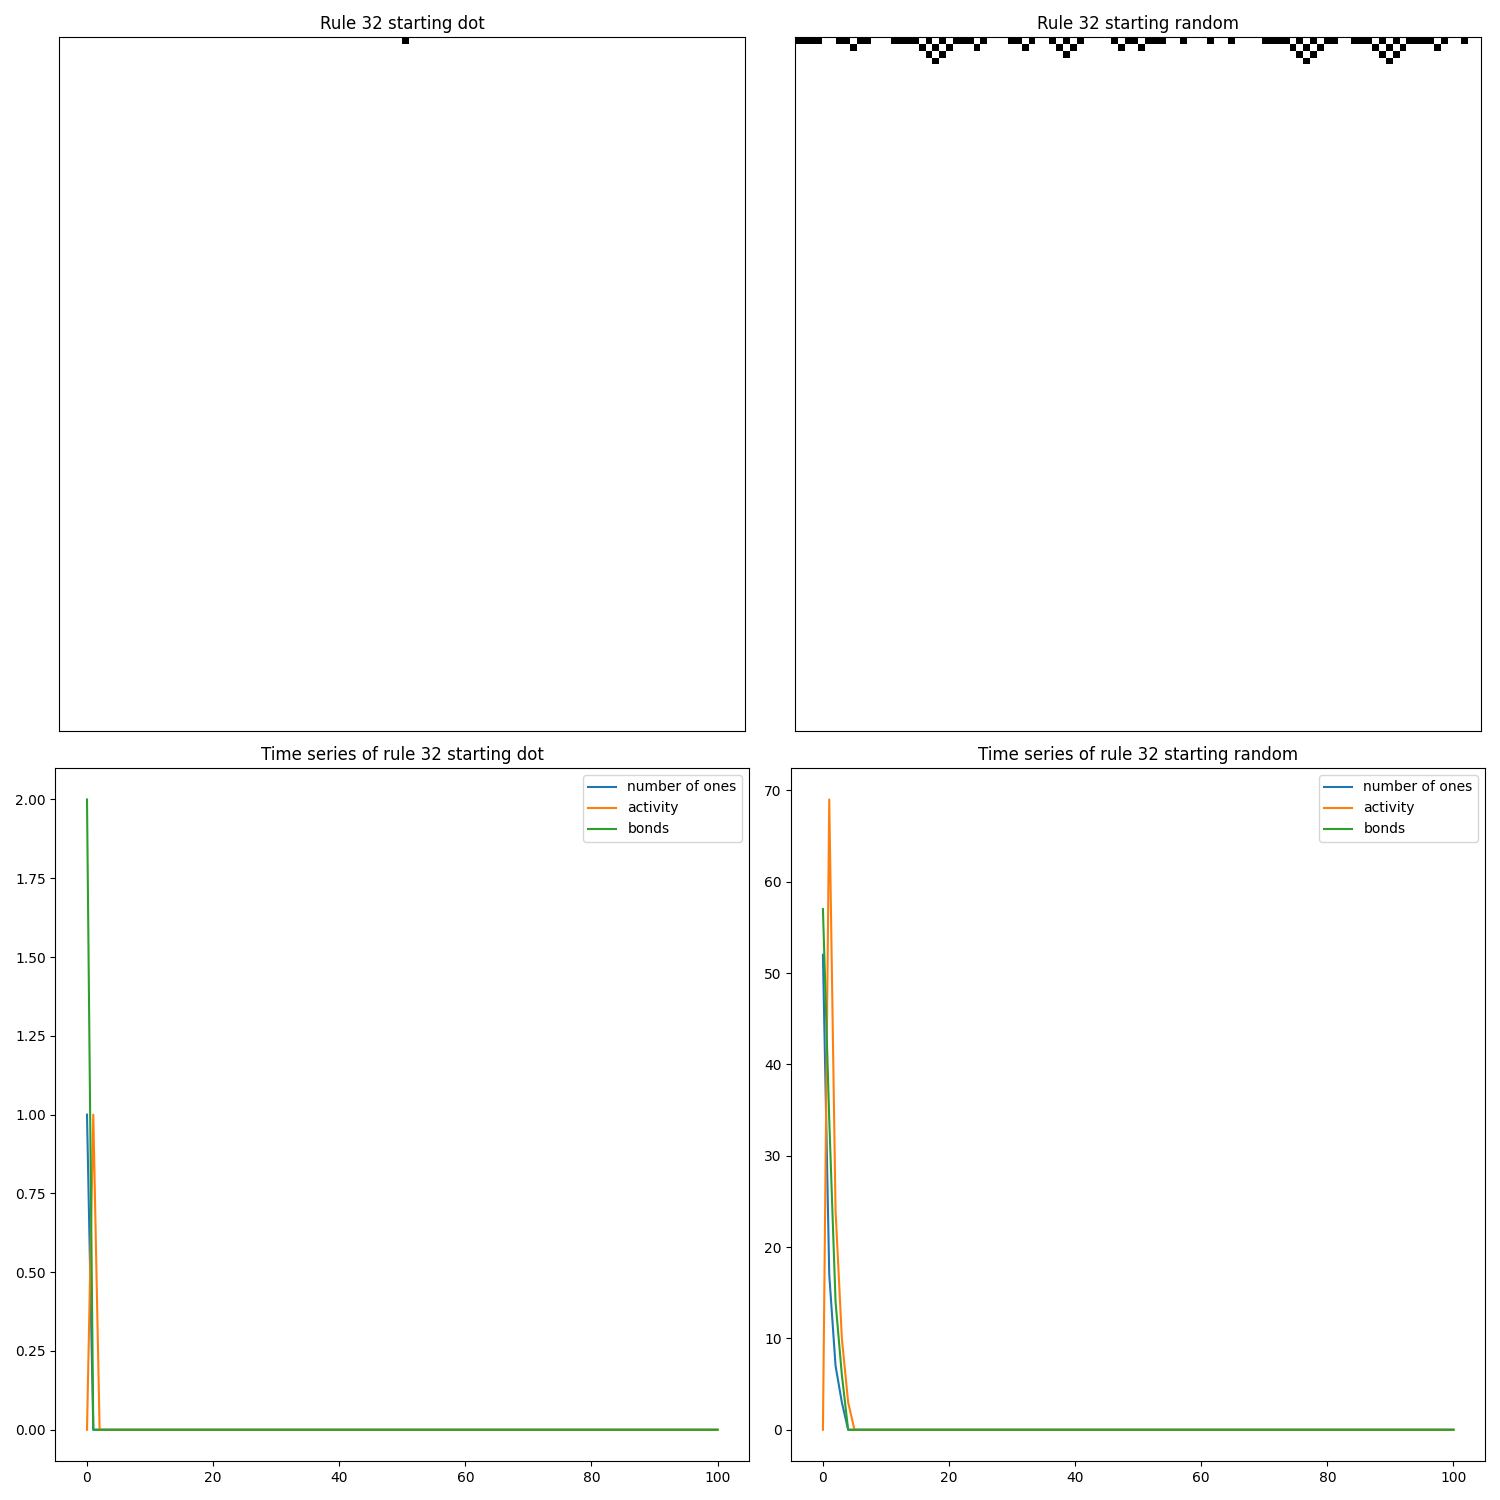 Rule 32 starting dot
Rule 32 starting random
Time series of rule 32 starting dot
number of ones
activity
bonds
2.00
1.75
1.50
1.25
1.00
0.75
0.50
0.25
0.00
0 20 40 60 80 100
Time series of rule 32 starting random
number of ones
activity
bonds
70
60
50
40
30
20
10
0
0 20 40 60 80 100